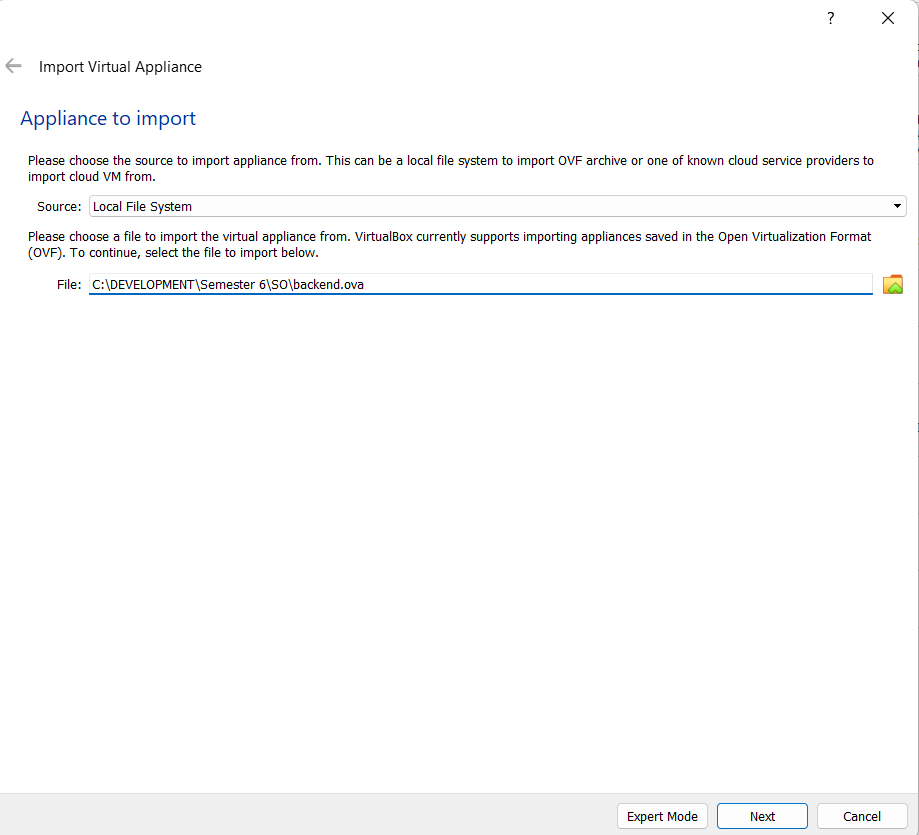 ?
Import Virtual Appliance
Appliance to import
Please choose the source to import appliance from. This can be a local file system to import OVF archive or one of known cloud service providers to
import cloud VM from.
Source: Local File System
Please choose a file to import the virtual appliance from. VirtualBox currently supports importing appliances saved in the Open Virtualization Format
(OVF). To continue, select the file to import below.
File: C:\DEVELOPMENT\Semester 6\SO\backend.ova
Expert Mode Next Cancel